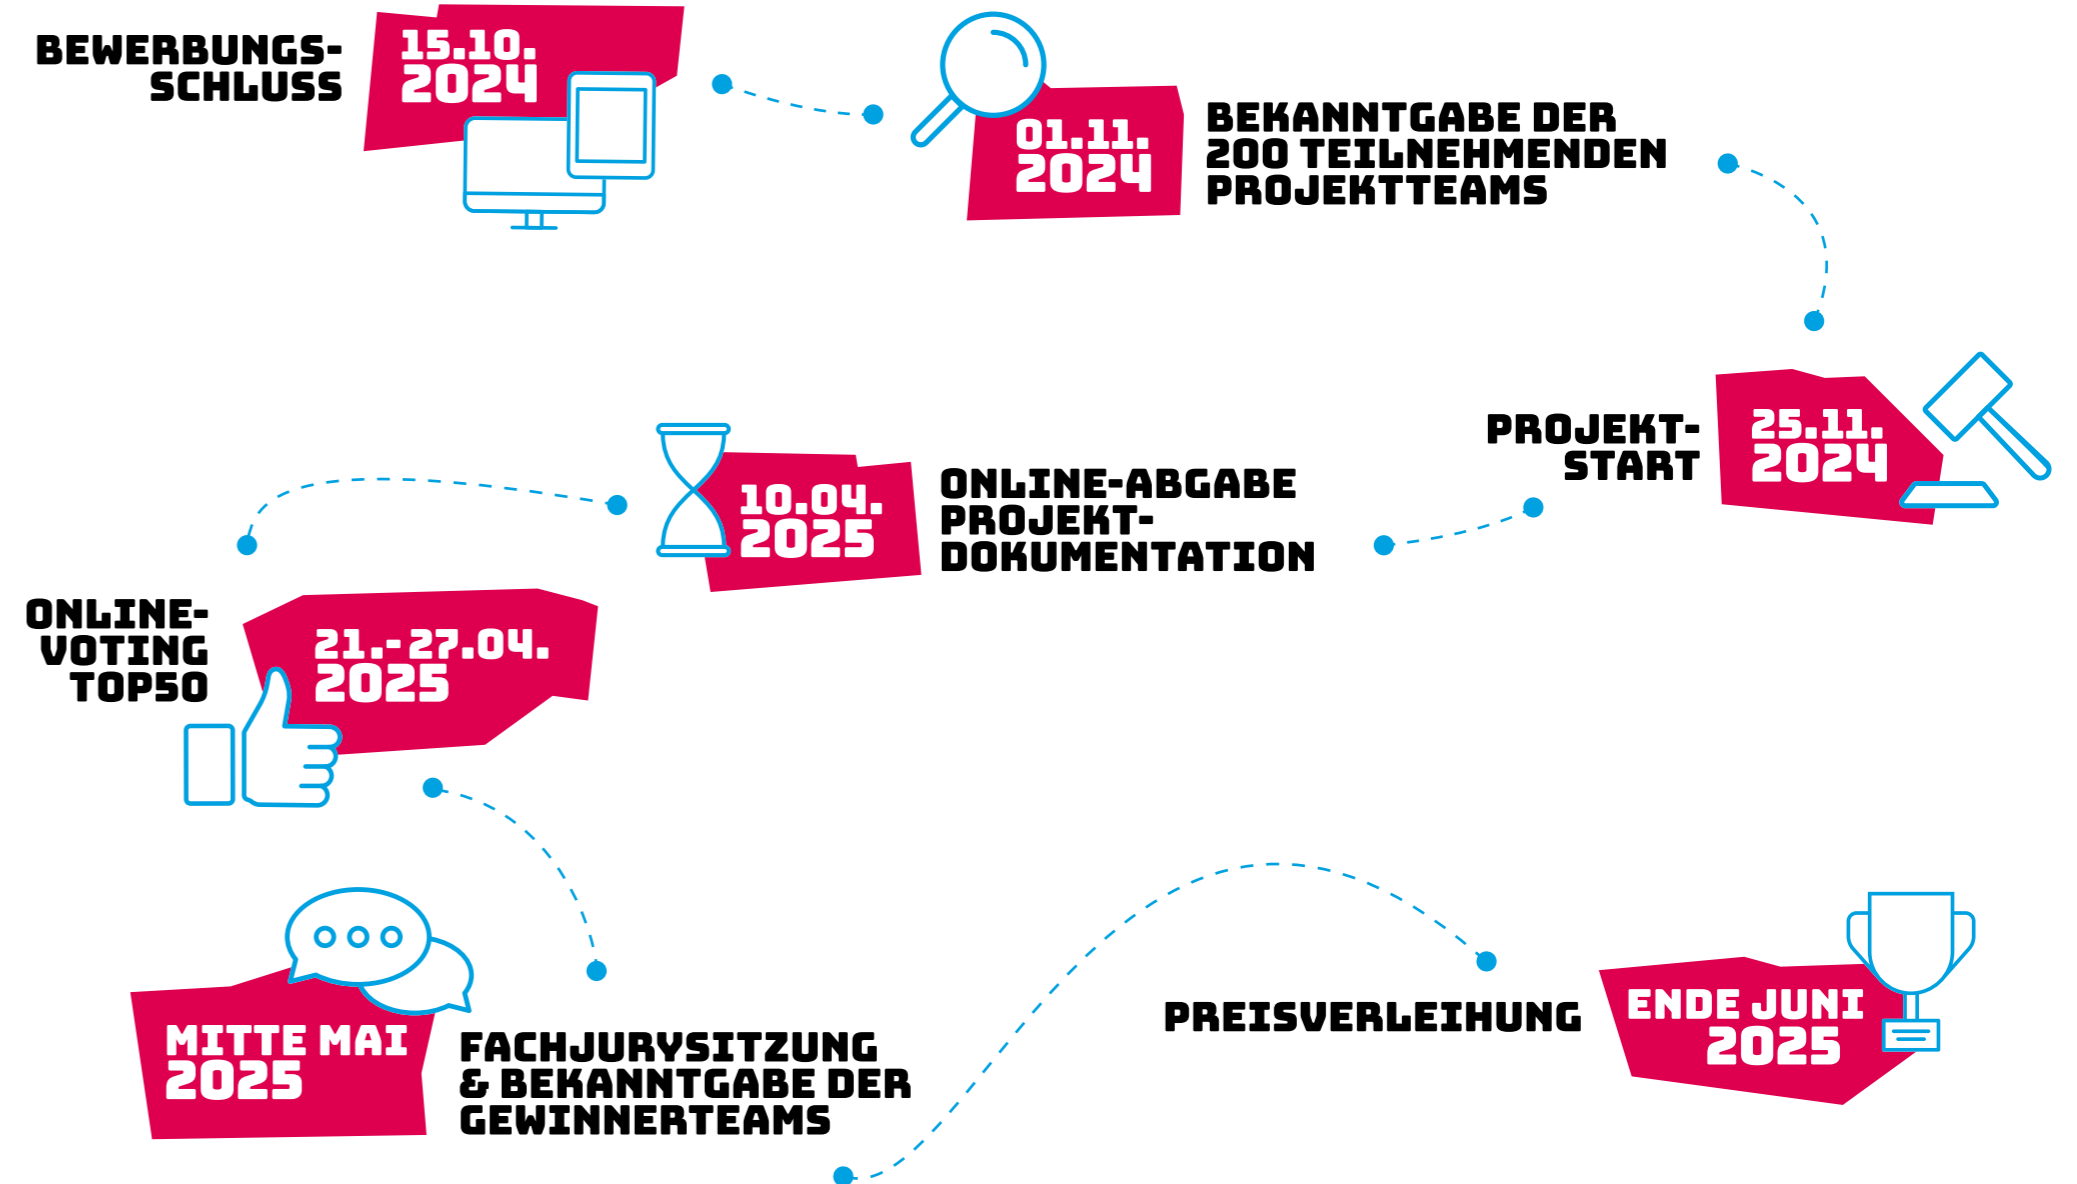 BEWERBUNGS-
SCHLUSS
15.10.
2024
01.11.
2024
BEKANNTGABE DER
200 TEILNEHMENDEN
PROJEKTTEAMS
PROJEKT-
START
25.11.
2024
10.04.
2025
ONLINE-ABGABE
PROJEKT-
DOKUMENTATION
ONLINE-
VOTING
TOP50
21.-27.04.
2025
MITTE MAI
2025
FACHJURYSITZUNG
& BEKANNTGABE DER
GEWINNERTEAMS
PREISVERLEIHUNG
ENDE JUNI
2025